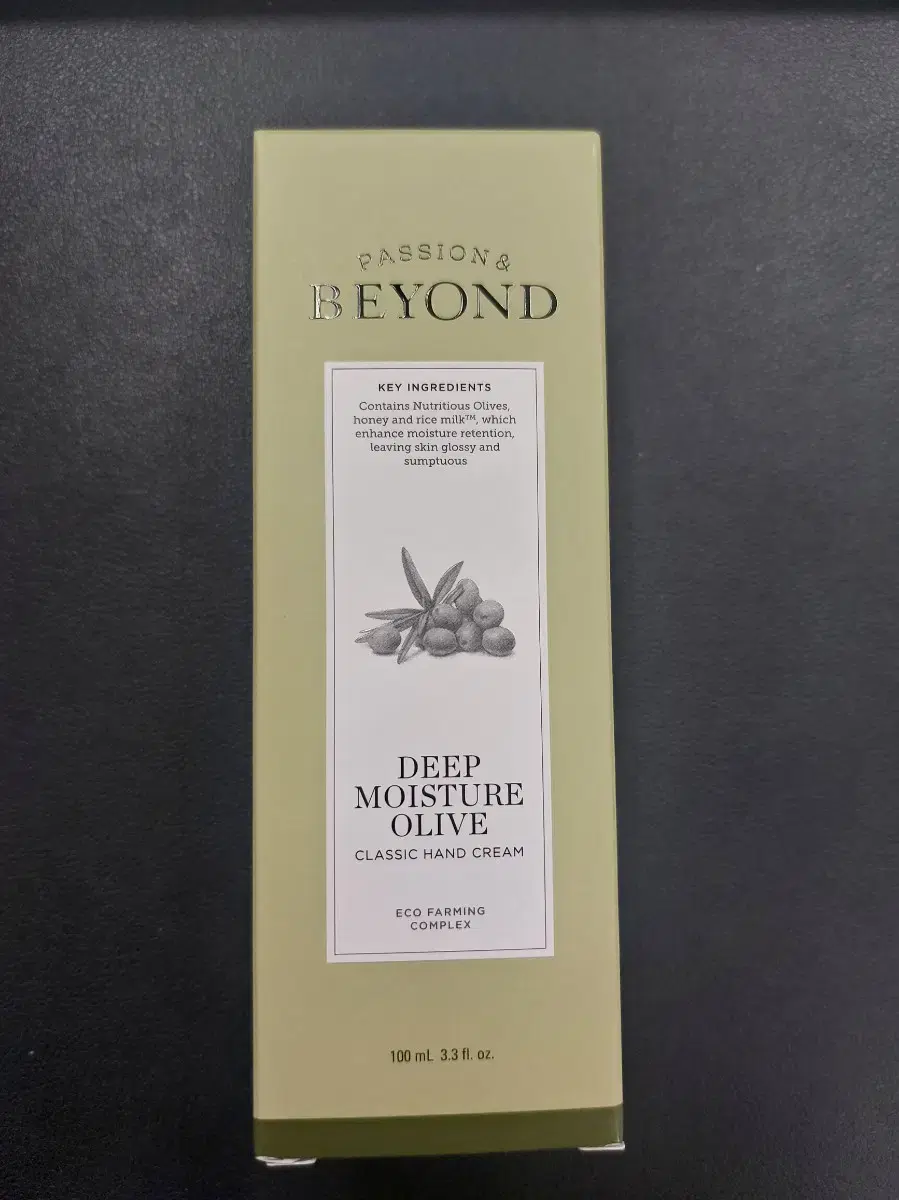 PASSION &
BEYOND
KEY INGREDIENTS
Contains Nutritious Olives,
honey and rice milk™, which
enhance moisture retention,
leaving skin glossy and
sumptuous
DEEP
MOISTURE
OLIVE
CLASSIC HAND CREAM
ECO FARMING
COMPLEX
100 mL 3.3 fl. oz.